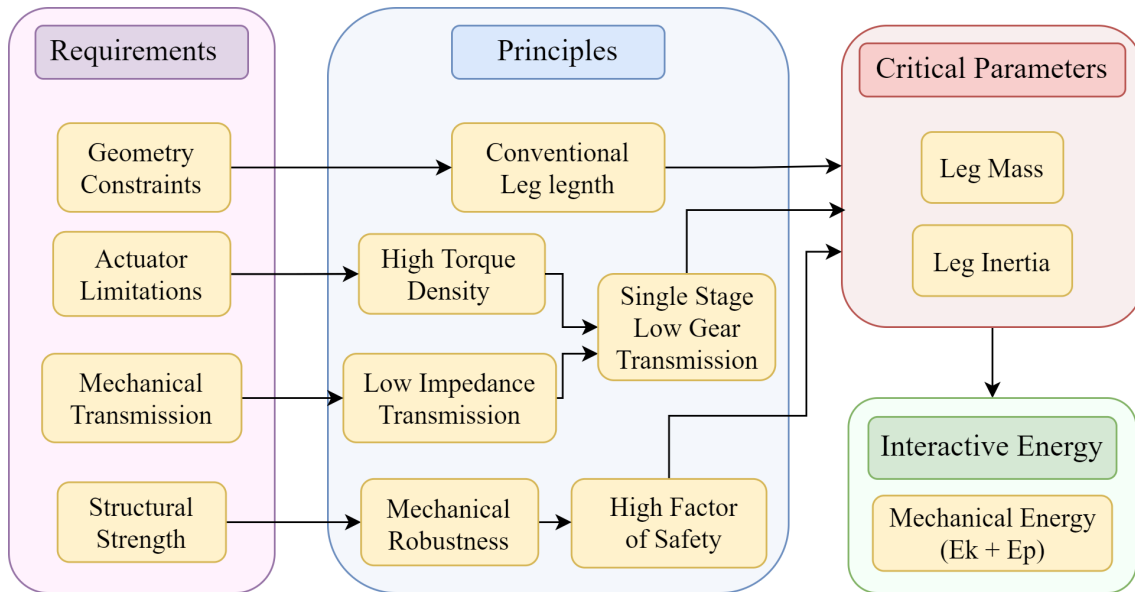 Requirements
Geometry
Constraints
Actuator
Limitations
Mechanical
Transmission
Structural
Strength
Principles
Conventional
Leg legnth
High Torque
Density
Single Stage
Low Gear
Transmission
Low Impedance
Transmission
Mechanical
Robustness
High Factor
of Safety
Critical Parameters
Leg Mass
Leg Inertia
Interactive Energy
Mechanical Energy
(Ek + Ep)